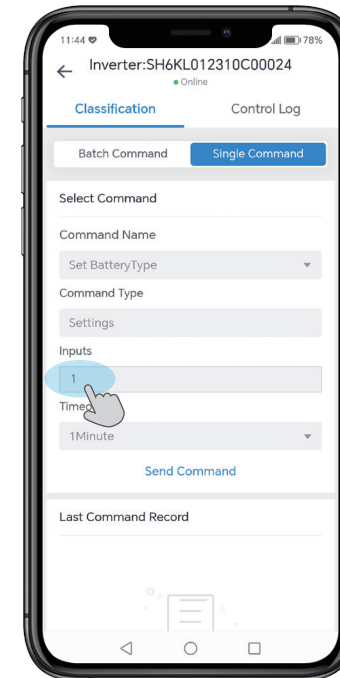 11:44 78%
Inverter:SH6KL012310C00024
Online
Classification Control Log
Batch Command Single Command
Select Command
Command Name
Set BatteryType
Command Type
Settings
Inputs
1
1Minute
Send Command
Last Command Record